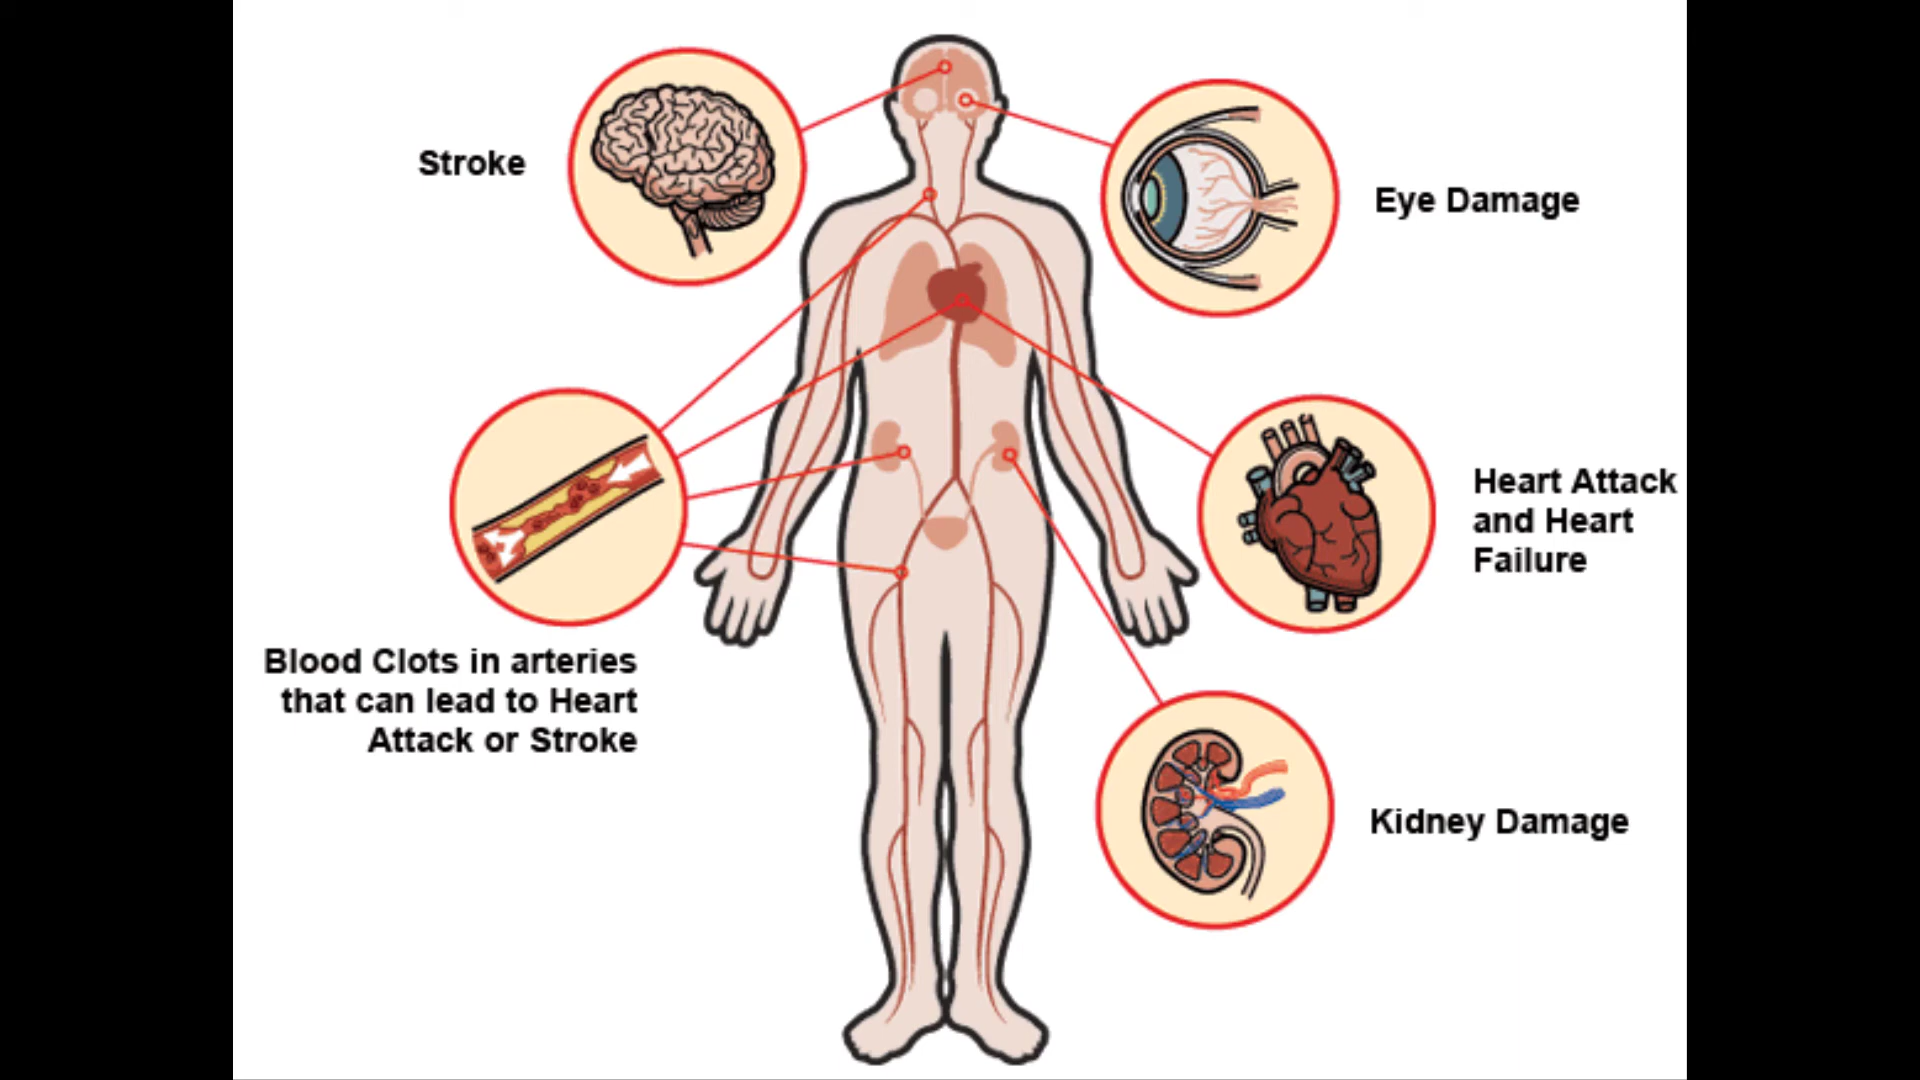 Stroke
Eye Damage
Heart Attack
and Heart
Failure
Blood Clots in arteries
that can lead to Heart
Attack or Stroke
Kidney Damage